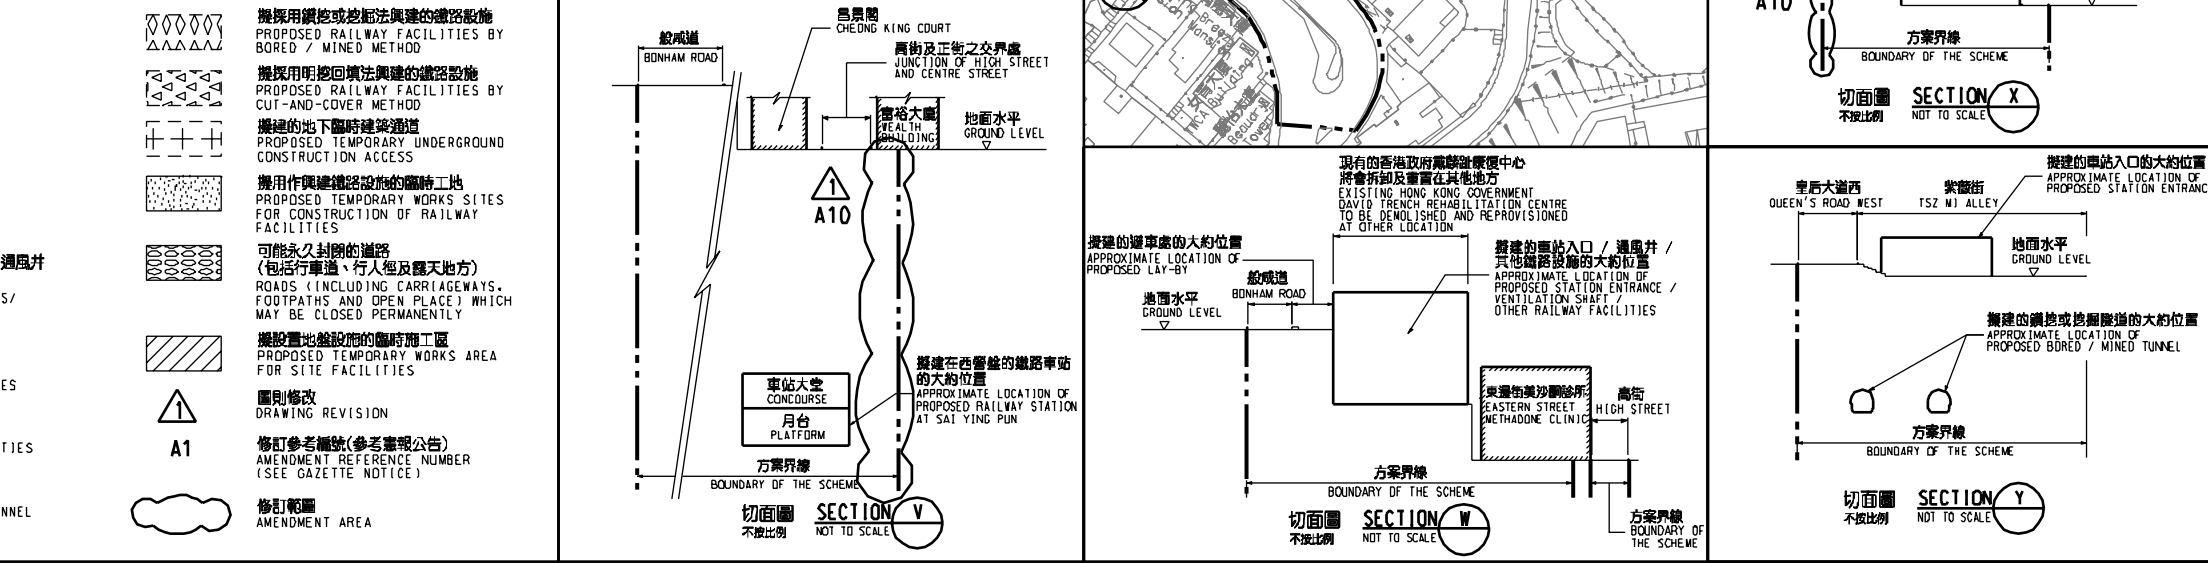 擬採用鑽挖或挖掘法興建的鐵路設施
PROPOSED RAILWAY FACILITIES BY
BORED / MINED METHOD
擬採用明挖回填法興建的鐵路設施
PROPOSED RAILWAY FACILITIES BY
CUT-AND-COVER METHOD
擬建的地下臨時建築通道
PROPOSED TEMPORARY UNDERGROUND
CONSTRUCTION ACCESS
擬用作興建鐵路設施的臨時工地
PROPOSED TEMPORARY WORKS SITES
FOR CONSTRUCTION OF RAILWAY
FACILITIES
可能永久封閉的道路
(包括行車道、行人徑及露天地方)
ROADS (INCLUDING CARRIAGEWAYS,
FOOTPATHS AND OPEN PLACE) WHICH
MAY BE CLOSED PERMANENTLY
擬設置地盤設施的臨時施工區
PROPOSED TEMPORARY WORKS AREA
FOR SITE FACILITIES
1
圖則修改
DRAWING REVISION
A1
修訂參考編號(參考憲報公告)
AMENDMENT REFERENCE NUMBER
(SEE GAZETTE NOTICE)
修訂範圍
AMENDMENT AREA
通風井
S/
ES
TIES
NNEL
般咸道
BONHAM ROAD
昌景閣
CHEONG KING COURT
高街及正街之交界處
JUNCTION OF HIGH STREET
AND CENTRE STREET
富裕大廈
WEALTH
BUILDING
地面水平
GROUND LEVEL
1
A10
擬建在西營盤的鐵路車站
的大約位置
APPROXIMATE LOCATION OF
PROPOSED RAILWAY STATION
AT SAI YING PUN
車站大堂
CONCOURSE
月台
PLATFORM
方案界線
BOUNDARY OF THE SCHEME
切面圖 SECTION V
不按比例 NOT TO SCALE
現有的香港政府戴麟趾康復中心
將會拆卸及重置在其他地方
EXISTING HONG KONG GOVERNMENT
DAVID TRENCH REHABILITATION CENTRE
TO BE DEMOLISHED AND REPROVISIONED
AT OTHER LOCATION
擬建的避車處的大約位置
APPROXIMATE LOCATION OF
PROPOSED LAY-BY
般咸道
BONHAM ROAD
地面水平
GROUND LEVEL
擬建的車站入口 / 通風井 /
其他鐵路設施的大約位置
APPROXIMATE LOCATION OF
PROPOSED STATION ENTRANCE /
VENTILATION SHAFT /
OTHER RAILWAY FACILITIES
東邊街美沙酮診所
EASTERN STREET
METHADONE CLINIC
高街
HIGH STREET
方案界線
BOUNDARY OF THE SCHEME
方案界線
BOUNDARY OF
THE SCHEME
切面圖 SECTION W
不按比例 NOT TO SCALE
A10
方案界線
BOUNDARY OF THE SCHEME
切面圖 SECTION X
不按比例 NOT TO SCALE
擬建的車站入口的大約位置
APPROXIMATE LOCATION OF
PROPOSED STATION ENTRANC
皇后大道西
QUEEN'S ROAD WEST
紫薇街
TSZ MI ALLEY
地面水平
GROUND LEVEL
擬建的鑽挖或挖掘隧道的大約位置
APPROXIMATE LOCATION OF
PROPOSED BORED / MINED TUNNEL
方案界線
BOUNDARY OF THE SCHEME
切面圖 SECTION Y
不按比例 NOT TO SCALE